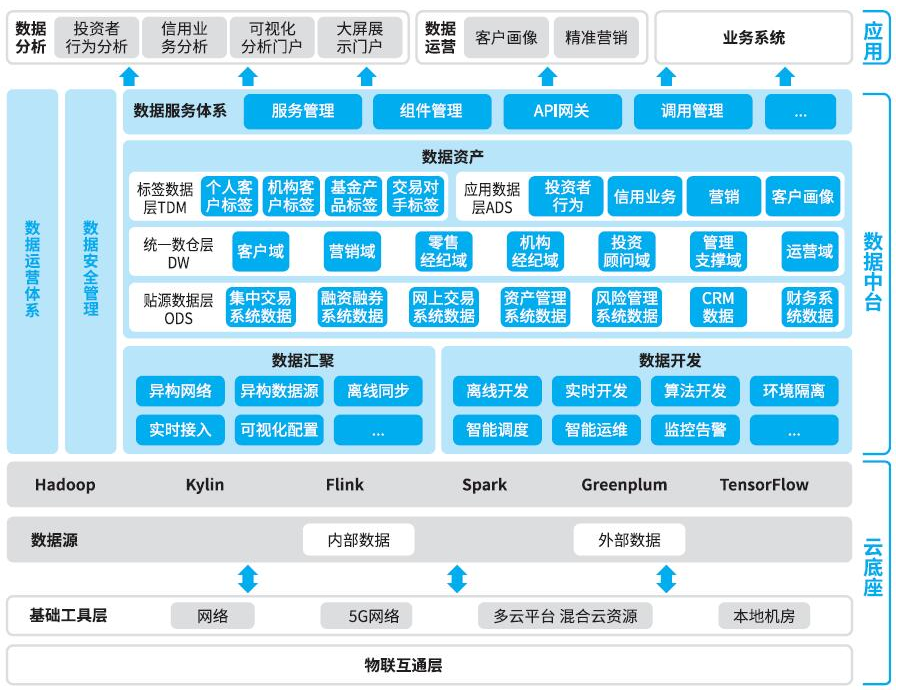 数据
分析
投资者
行为分析
信用业
务分析
可视化
分析门户
大屏展
示门户
数据
运营
客户画像
精准营销
业务系统
应用
数据运营体系
数据安全管理
数据服务体系
服务管理
组件管理
API网关
调用管理
...
数据资产
标签数据
层TDM
个人客
户标签
机构客
户标签
基金产
品标签
交易对
手标签
应用数据
层ADS
投资者
行为
信用业务
营销
客户画像
统一数仓层
DW
客户域
营销域
零售
经纪域
机构
经纪域
投资
顾问域
管理
支撑域
运营域
贴源数据层
ODS
集中交易
系统数据
融资融券
系统数据
网上交易
系统数据
资产管理
系统数据
风险管理
系统数据
CRM
数据
财务系
统数据
数据汇聚
异构网络
异构数据源
离线同步
实时接入
可视化配置
...
数据开发
离线开发
实时开发
算法开发
环境隔离
智能调度
智能运维
监控告警
...
数据中台
Hadoop
Kylin
Flink
Spark
Greenplum
TensorFlow
数据源
内部数据
外部数据
基础工具层
网络
5G网络
多云平台 混合云资源
本地机房
物联互通层
云底座